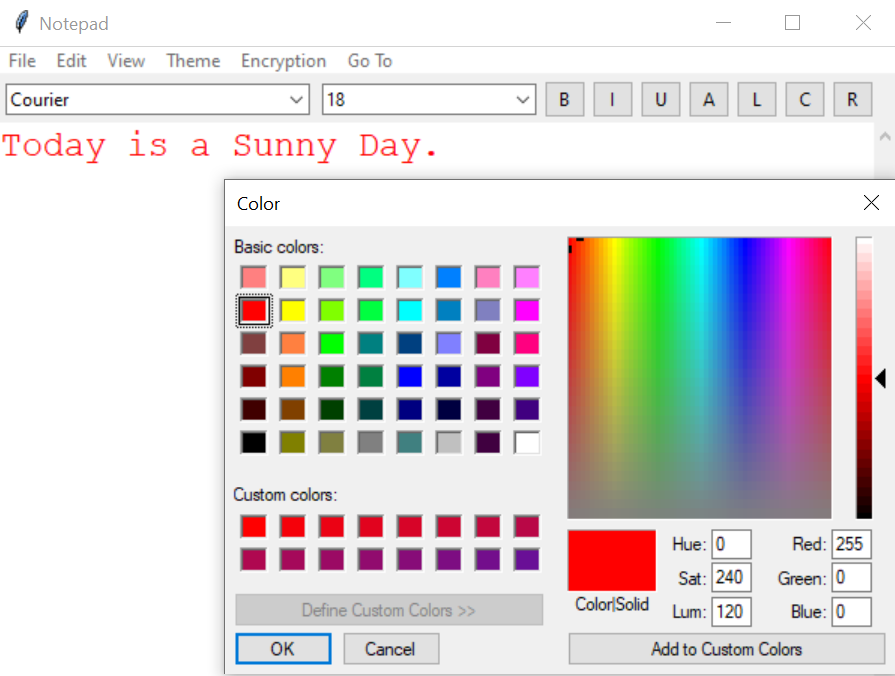 Notepad
File Edit View Theme Encryption Go To
Courier 18 B I U A L C R
Today is a Sunny Day.
Color
Basic colors:
Custom colors:
Define Custom Colors >>
OK Cancel
Color|Solid
Hue: 0 Red: 255
Sat: 240 Green: 0
Lum: 120 Blue: 0
Add to Custom Colors